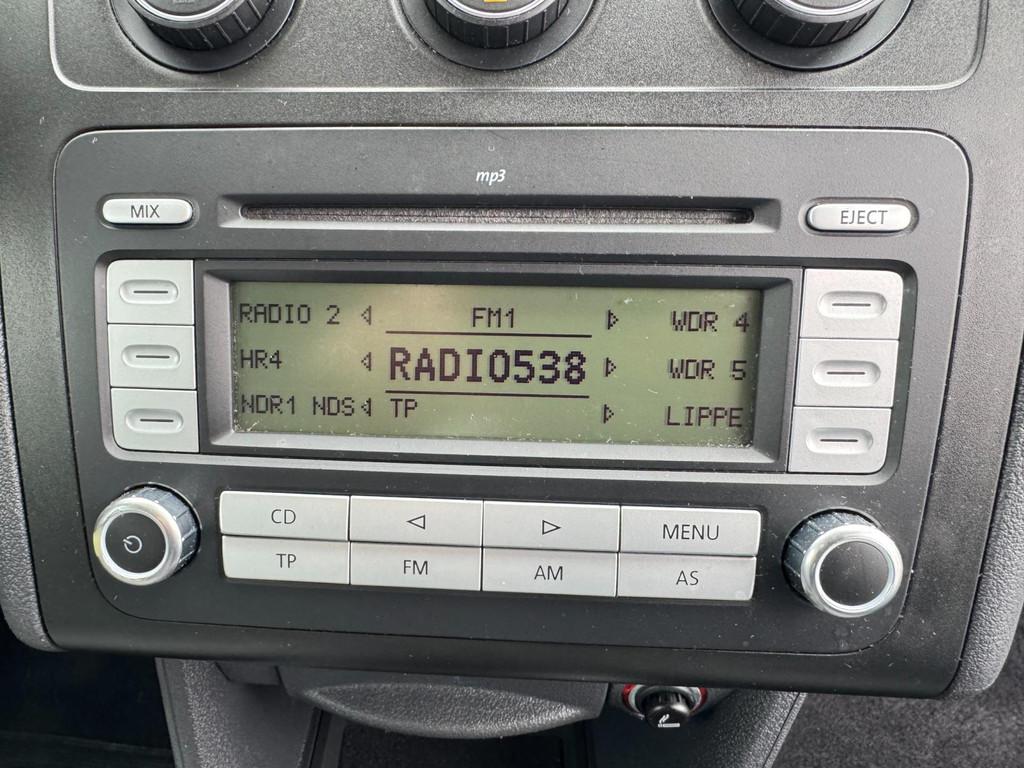 mp3
MIX
EJECT
RADIO 2 FM1 WDR 4
HR4 RADIO538 WDR 5
NDR1 NDS TP LIPPE
CD MENU
TP FM AM AS